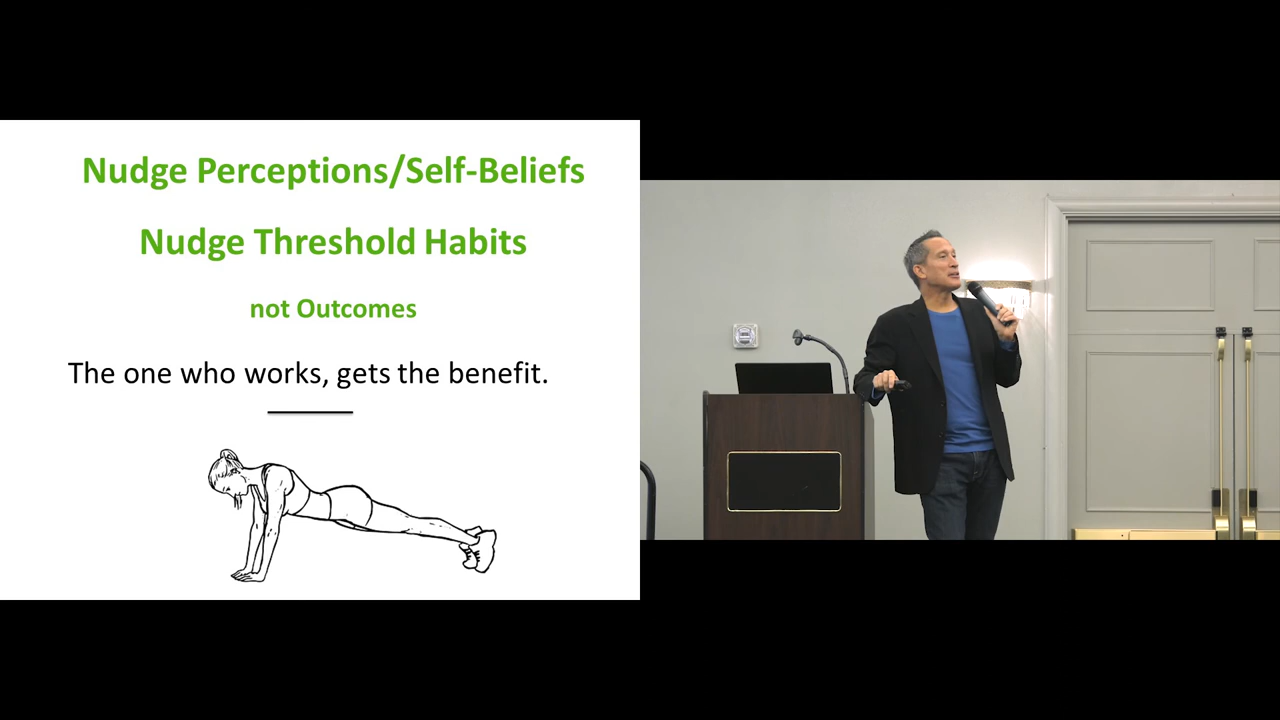 Nudge Perceptions/Self-Beliefs
Nudge Threshold Habits
not Outcomes
The one who works, gets the benefit.